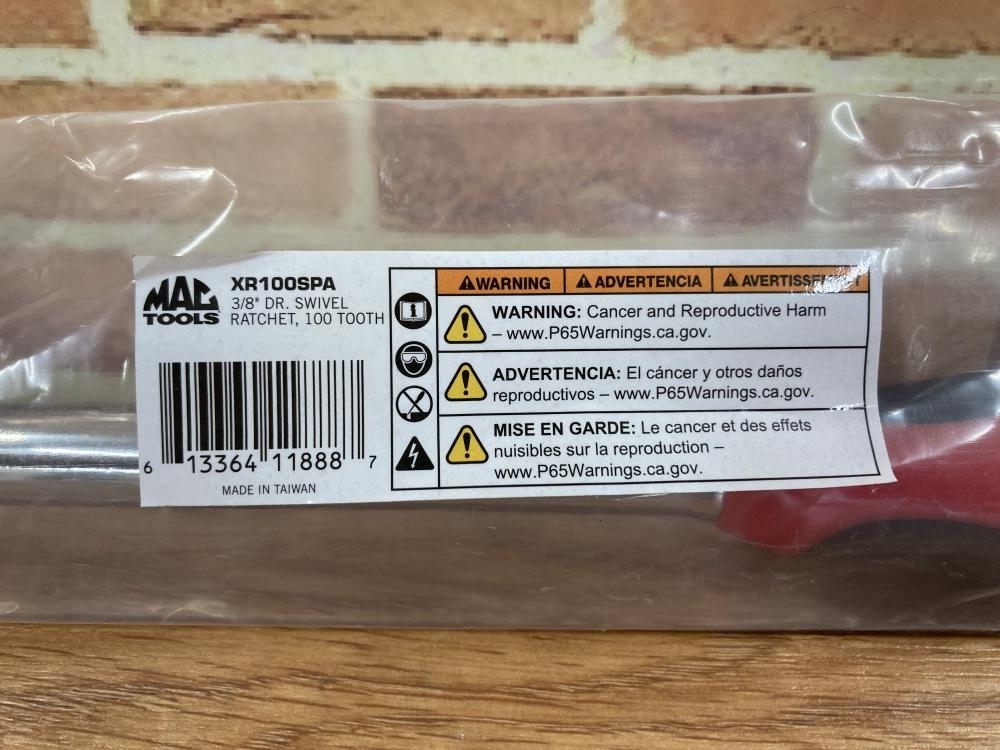 MAC TOOLS
XR100SPA
3/8" DR. SWIVEL
RATCHET, 100 TOOTH
6 13364 11888 7
MADE IN TAIWAN
WARNING
ADVERTENCIA
WARNING: Cancer and Reproductive Harm
– www.P65Warnings.ca.gov.
ADVERTENCIA: El cáncer y otros daños
reproductivos – www.P65Warnings.ca.gov.
MISE EN GARDE: Le cancer et des effets
nuisibles sur la reproduction –
www.P65Warnings.ca.gov.